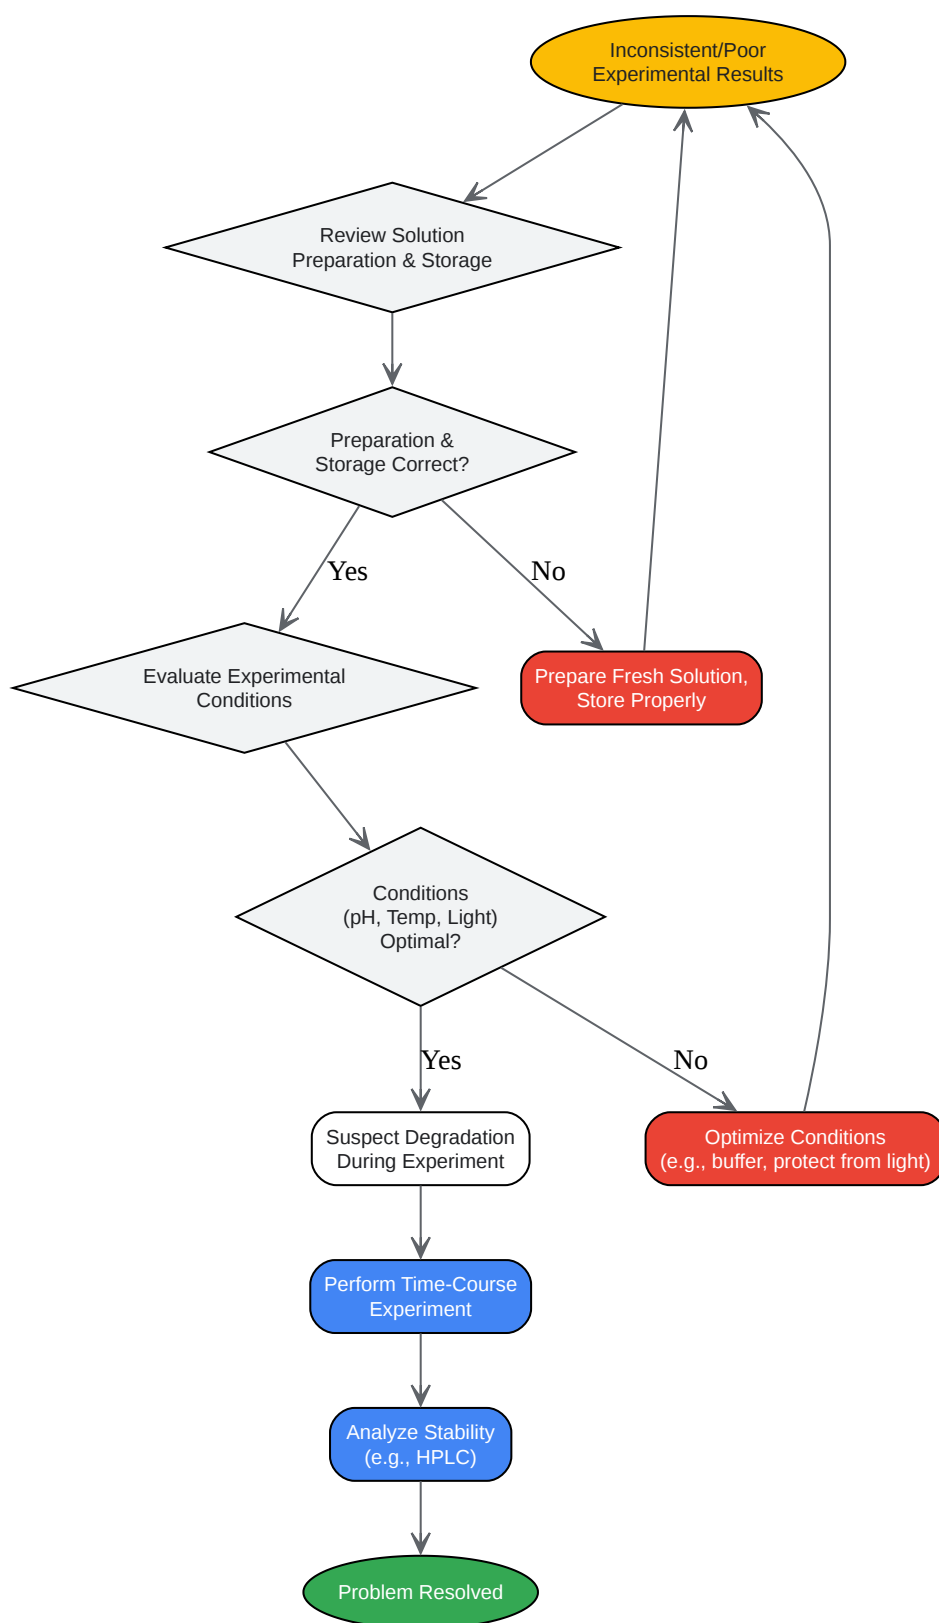 Inconsistent/Poor
Experimental Results
Review Solution
Preparation & Storage
Preparation &
Storage Correct?
Yes
No
Evaluate Experimental
Conditions
Prepare Fresh Solution,
Store Properly
Conditions
(pH, Temp, Light)
Optimal?
Yes
No
Suspect Degradation
During Experiment
Optimize Conditions
(e.g., buffer, protect from light)
Perform Time-Course
Experiment
Analyze Stability
(e.g., HPLC)
Problem Resolved